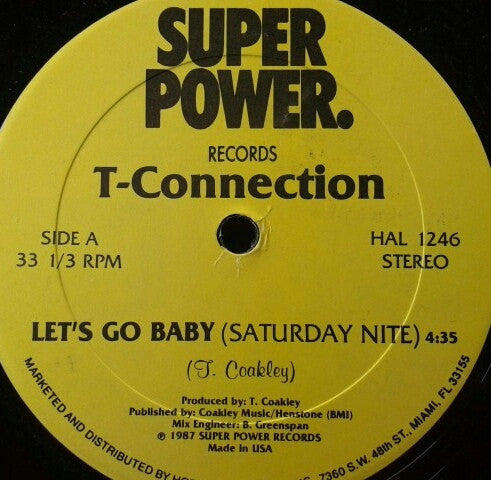 SUPER
POWER.
RECORDS
T-Connection
SIDE A
33 1/3 RPM
HAL 1246
STEREO
LET'S GO BABY (SATURDAY NITE) 4:35
(T. Coakley)
Produced by: T. Coakley
Published by: Coakley Music/Henstone (BMI)
Mix Engineer: B. Greenspan
℗ 1987 SUPER POWER RECORDS
Made in USA
MARKETED AND DISTRIBUTED BY 7360 S.W. 48th ST., MIAMI, FL 33155